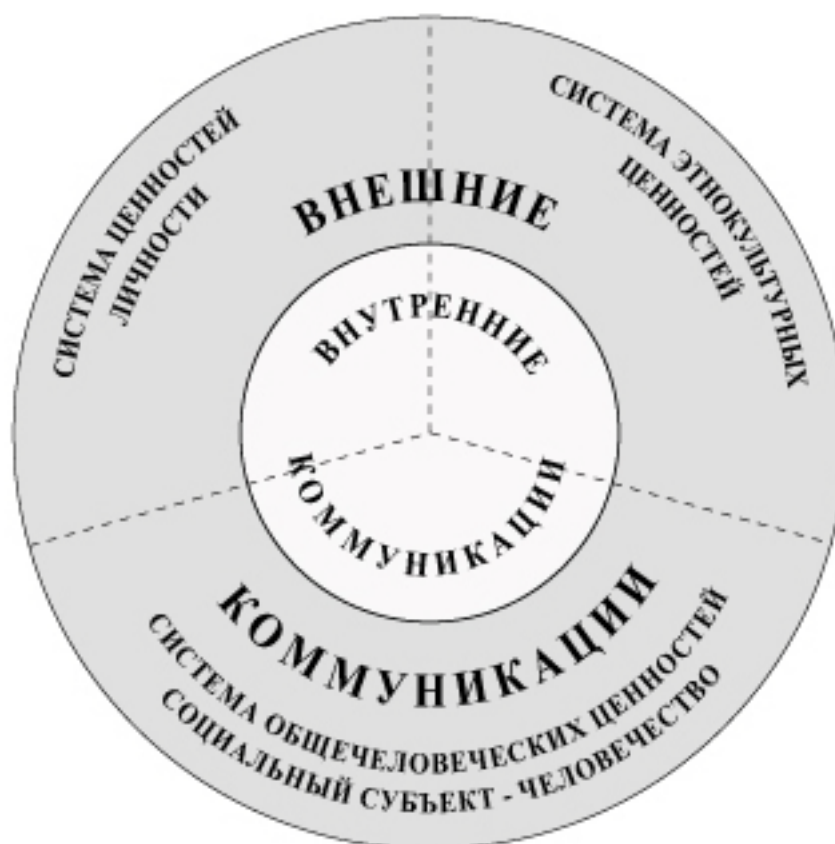 СИСТЕМА ЦЕННОСТЕЙ
ЛИЧНОСТИ
СИСТЕМА ЭТНОКУЛЬТУРНЫХ
ЦЕННОСТЕЙ
ВНЕШНИЕ
ВНУТРЕННИЕ
КОММУНИКАЦИИ
КОММУНИКАЦИИ
СИСТЕМА ОБЩЕЧЕЛОВЕЧЕСКИХ ЦЕННОСТЕЙ
СОЦИАЛЬНЫЙ СУБЪЕКТ - ЧЕЛОВЕЧЕСТВО